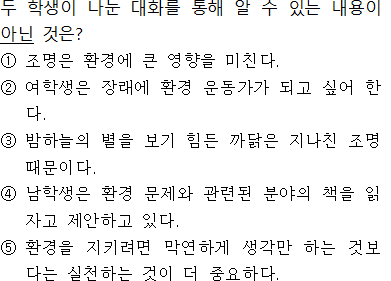 두 학생이 나눈 대화를 통해 알 수 있는 내용이
아닌 것은?
① 조명은 환경에 큰 영향을 미친다.
② 여학생은 장래에 환경 운동가가 되고 싶어 한
다.
③ 밤하늘의 별을 보기 힘든 까닭은 지나친 조명
때문이다.
④ 남학생은 환경 문제와 관련된 분야의 책을 읽
자고 제안하고 있다.
⑤ 환경을 지키려면 막연하게 생각만 하는 것보
다는 실천하는 것이 더 중요하다.